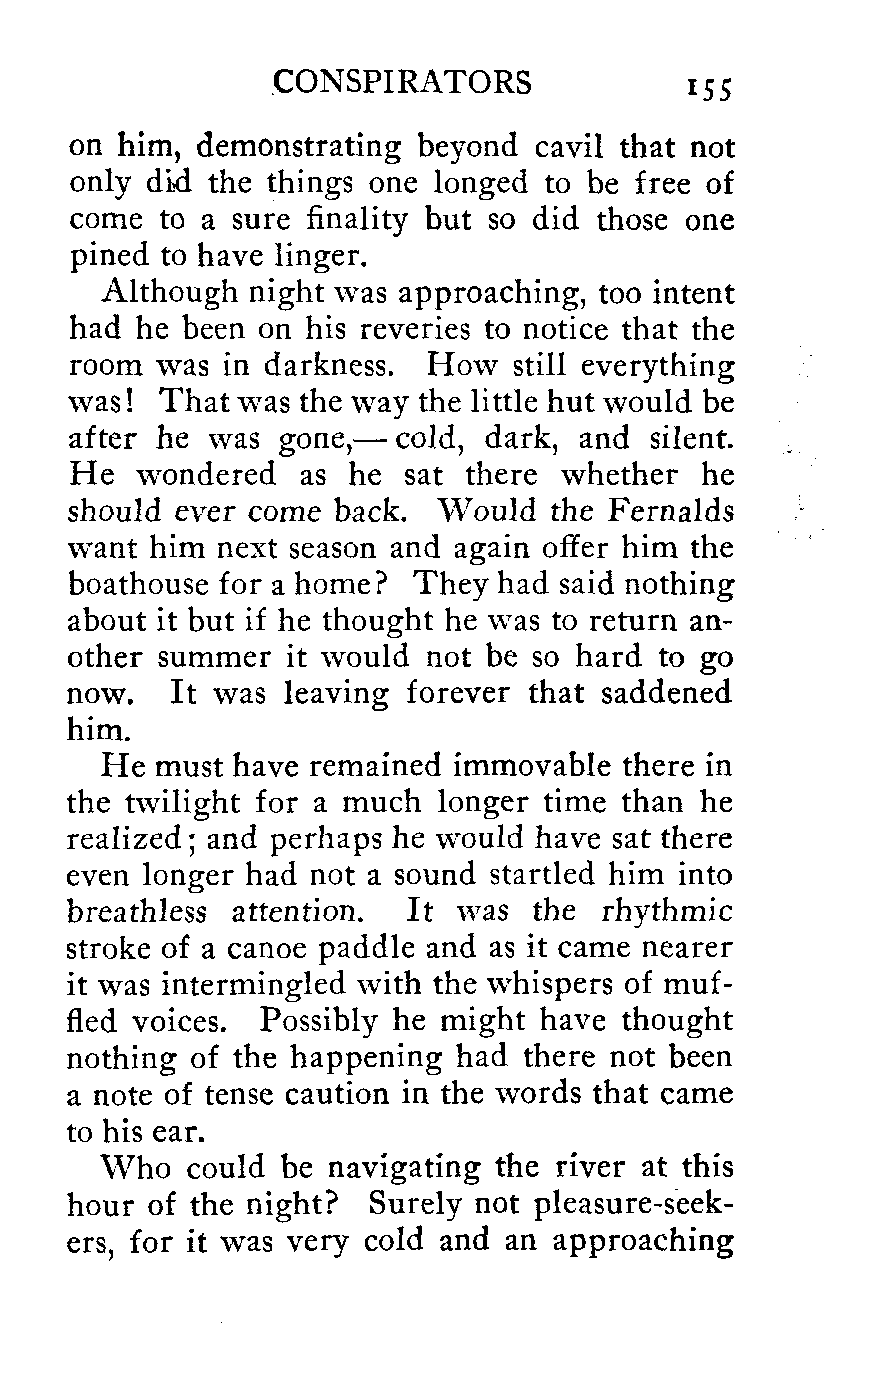 CONSPIRATORS 155
on him, demonstrating beyond cavil that not
only did the things one longed to be free of
come to a sure finality but so did those one
pined to have linger.
Although night was approaching, too intent
had he been on his reveries to notice that the
room was in darkness. How still everything
was! That was the way the little hut would be
after he was gone,— cold, dark, and silent.
He wondered as he sat there whether he
should ever come back. Would the Fernalds
want him next season and again offer him the
boathouse for a home? They had said nothing
about it but if he thought he was to return an-
other summer it would not be so hard to go
now. It was leaving forever that saddened
him.
He must have remained immovable there in
the twilight for a much longer time than he
realized; and perhaps he would have sat there
even longer had not a sound startled him into
breathless attention. It was the rhythmic
stroke of a canoe paddle and as it came nearer
it was intermingled with the whispers of muf-
fled voices. Possibly he might have thought
nothing of the happening had there not been
a note of tense caution in the words that came
to his ear.
Who could be navigating the river at this
hour of the night? Surely not pleasure-seek-
ers, for it was very cold and an approaching